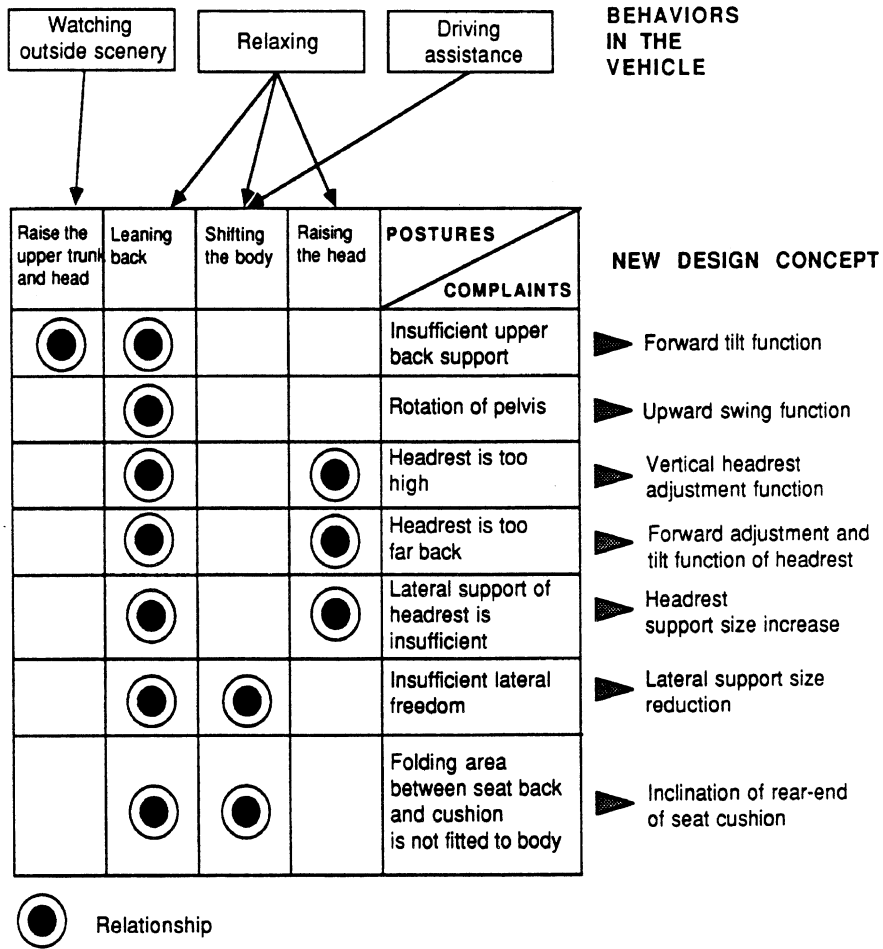 Watching
outside scenery
Relaxing
Driving
assistance
BEHAVIORS
IN THE
VEHICLE
Raise the
upper trunk
and head
Leaning
back
Shifting
the body
Raising
the head
POSTURES
COMPLAINTS
NEW DESIGN CONCEPT
Insufficient upper
back support
Forward tilt function
Rotation of pelvis
Upward swing function
Headrest is too
high
Vertical headrest
adjustment function
Headrest is too
far back
Forward adjustment and
tilt function of headrest
Lateral support of
headrest is
insufficient
Headrest
support size increase
Insufficient lateral
freedom
Lateral support size
reduction
Folding area
between seat back
and cushion
is not fitted to body
Inclination of rear-end
of seat cushion
Relationship